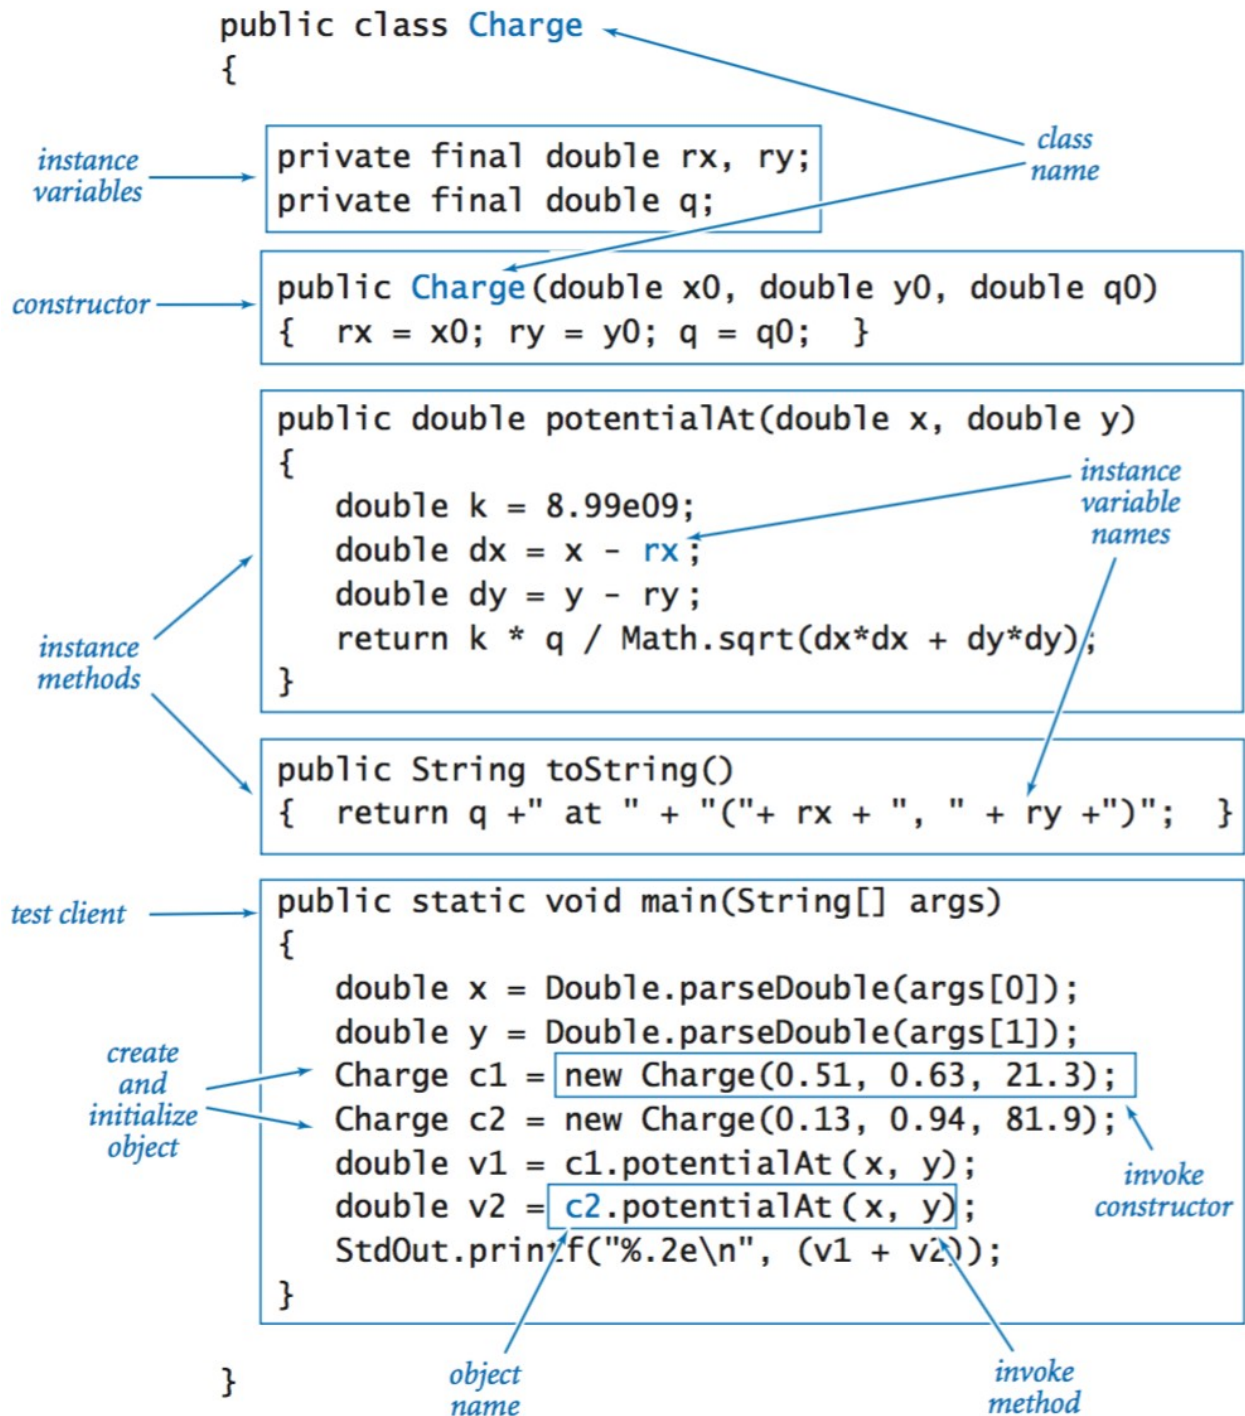 public class Charge
{
class
name
instance
variables
private final double rx, ry;
private final double q;
constructor
public Charge(double x0, double y0, double q0)
{  rx = x0; ry = y0; q = q0;  }
instance
methods
public double potentialAt(double x, double y)
{
double k = 8.99e09;
double dx = x - rx;
double dy = y - ry;
return k * q / Math.sqrt(dx*dx + dy*dy);
}
instance
variable
names
public String toString()
{  return q +" at " + "("+ rx + ", " + ry +")";  }
test client
public static void main(String[] args)
{
double x = Double.parseDouble(args[0]);
double y = Double.parseDouble(args[1]);
create
and
initialize
object
Charge c1 = new Charge(0.51, 0.63, 21.3);
Charge c2 = new Charge(0.13, 0.94, 81.9);
double v1 = c1.potentialAt(x, y);
double v2 = c2.potentialAt(x, y);
StdOut.printf("%.2e\n", (v1 + v2));
}
invoke
constructor
}
object
name
invoke
method